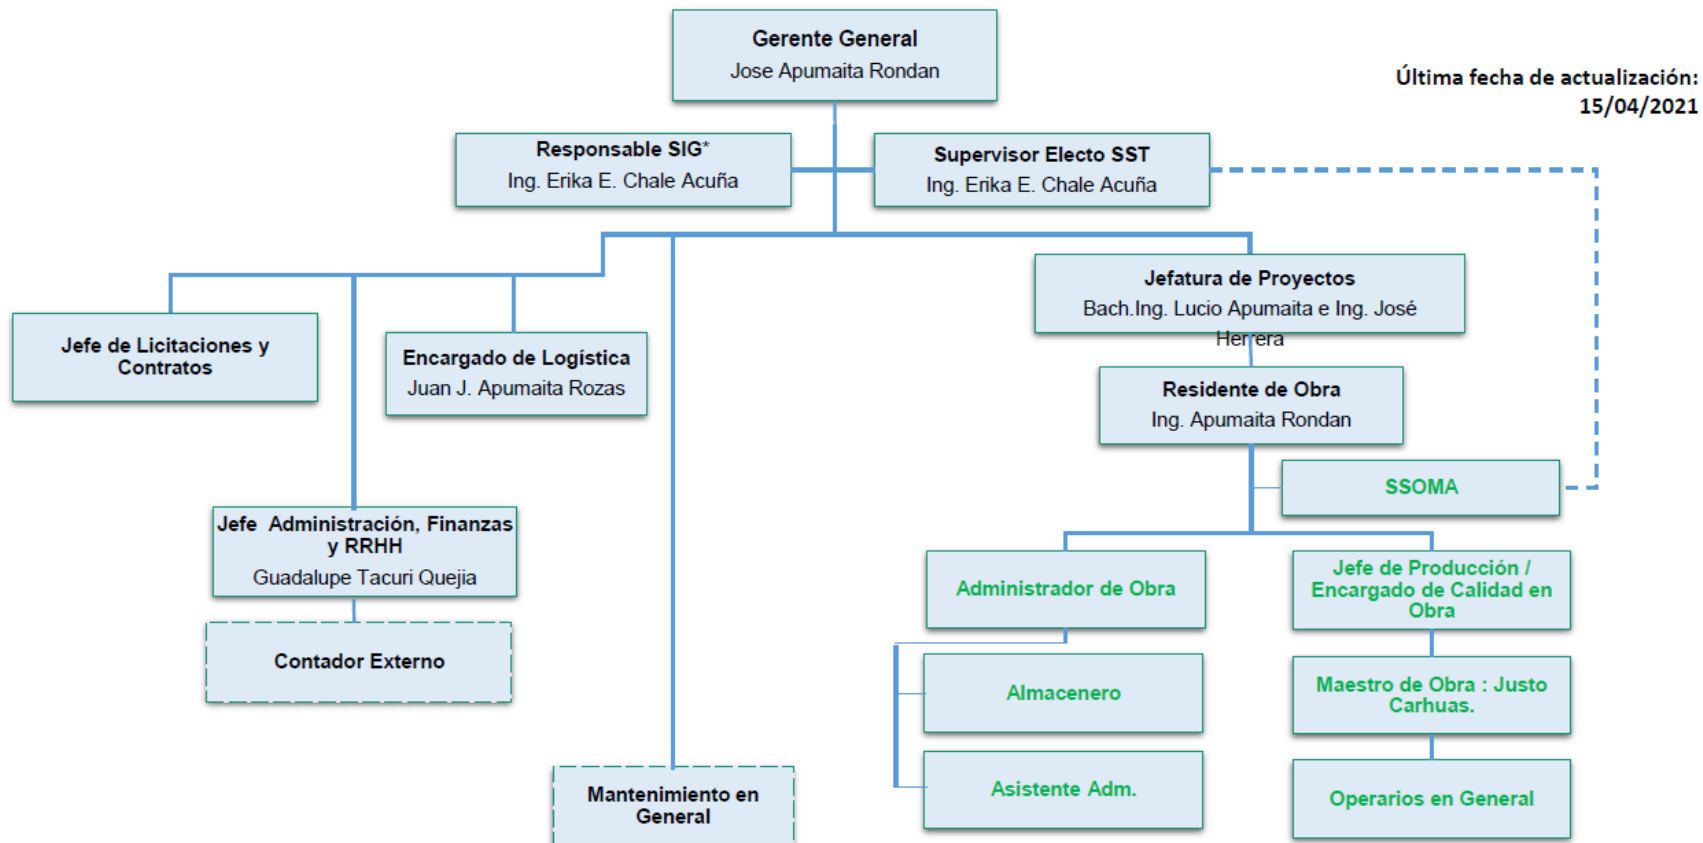 Gerente General
Jose Apumaita Rondan
Última fecha de actualización:
15/04/2021
Responsable SIG*
Ing. Erika E. Chale Acuña
Supervisor Electo SST
Ing. Erika E. Chale Acuña
Jefatura de Proyectos
Bach.Ing. Lucio Apumaita e Ing. José
Herrera
Jefe de Licitaciones y
Contratos
Encargado de Logística
Juan J. Apumaita Rozas
Residente de Obra
Ing. Apumaita Rondan
SSOMA
Jefe Administración, Finanzas
y RRHH
Guadalupe Tacuri Quejia
Contador Externo
Administrador de Obra
Jefe de Producción /
Encargado de Calidad en
Obra
Almacenero
Maestro de Obra : Justo
Carhuas.
Asistente Adm.
Operarios en General
Mantenimiento en
General